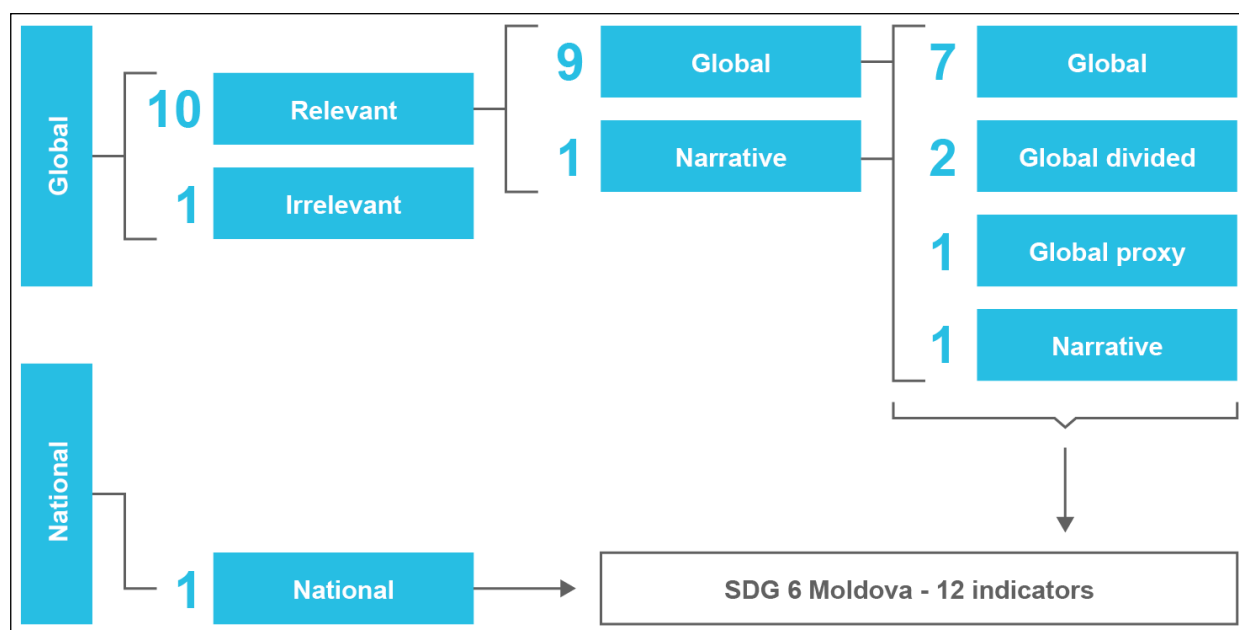 Global
10 Relevant
1 Irrelevant
9 Global
1 Narrative
7 Global
2 Global divided
1 Global proxy
1 Narrative
National
1 National
SDG 6 Moldova - 12 indicators